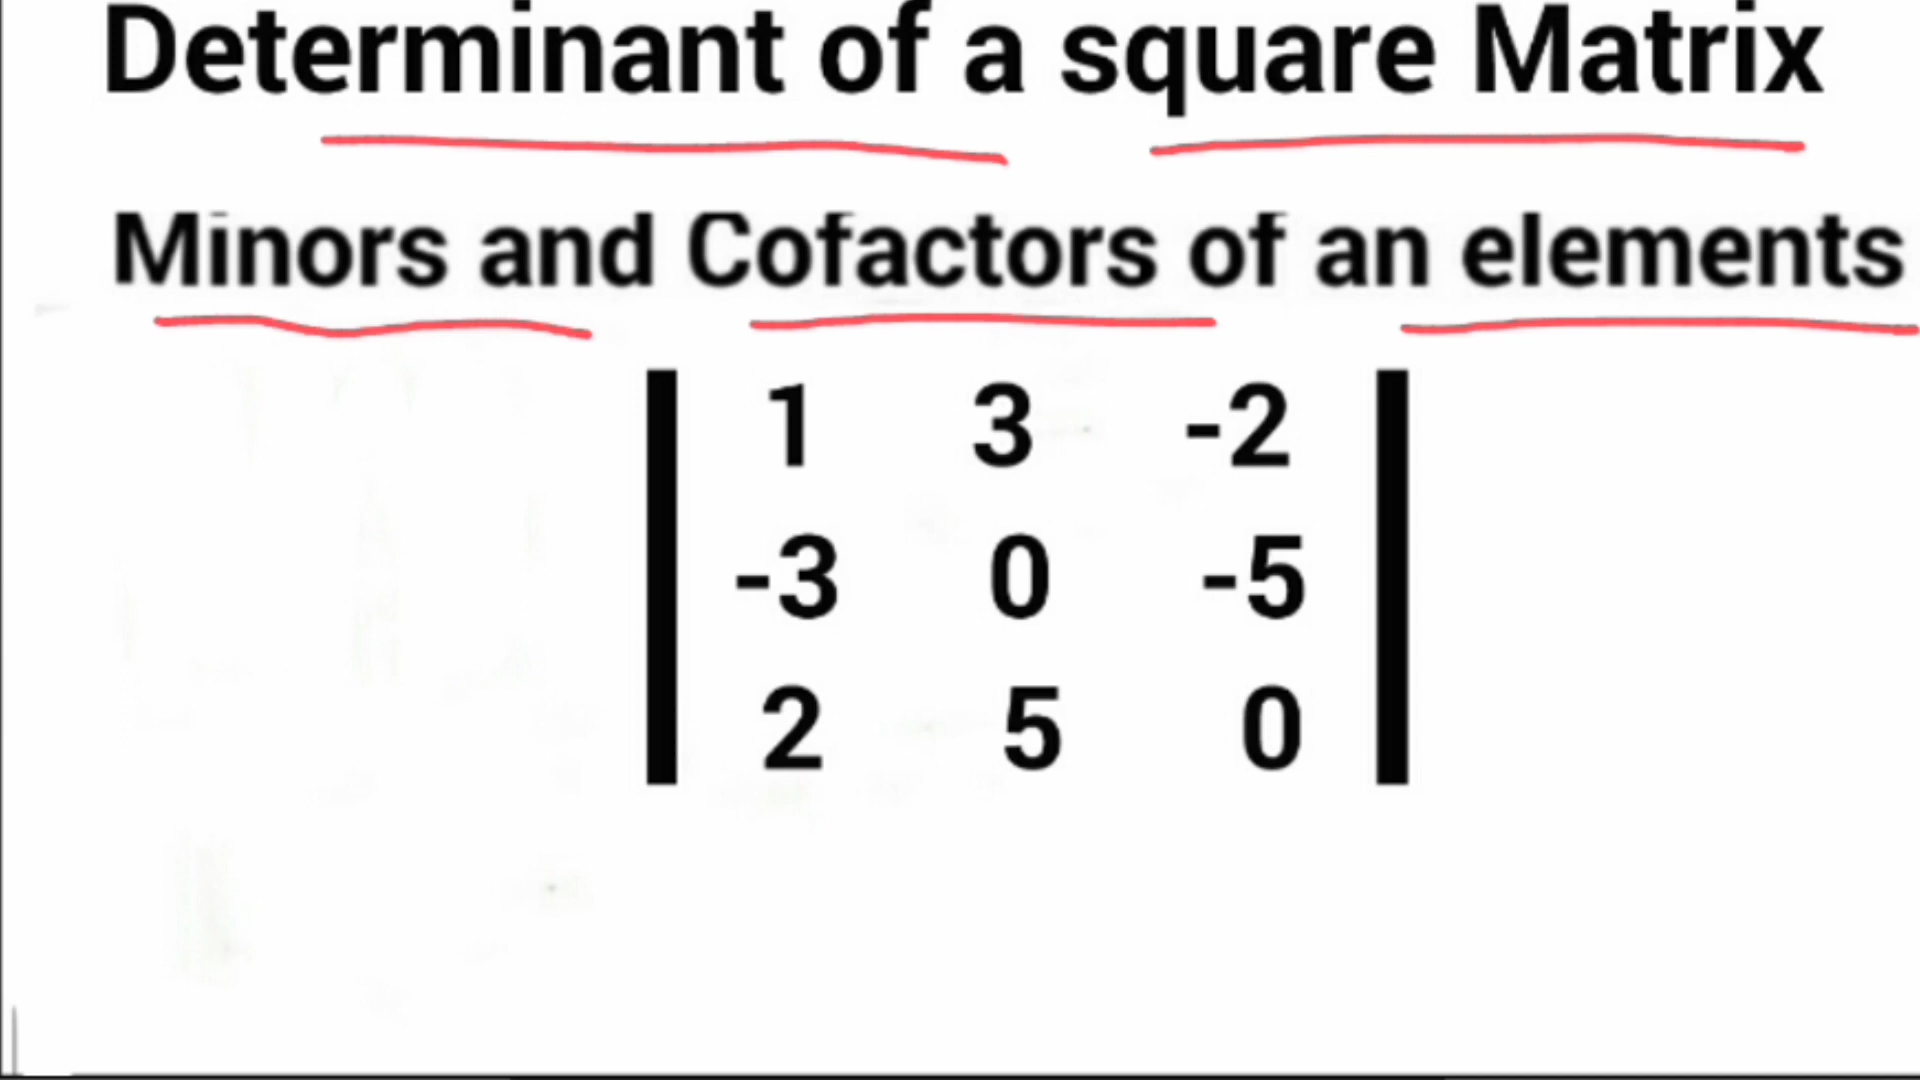 Determinant of a square Matrix
Minors and Cofactors of an elements
1 3 -2
-3 0 -5
2 5 0